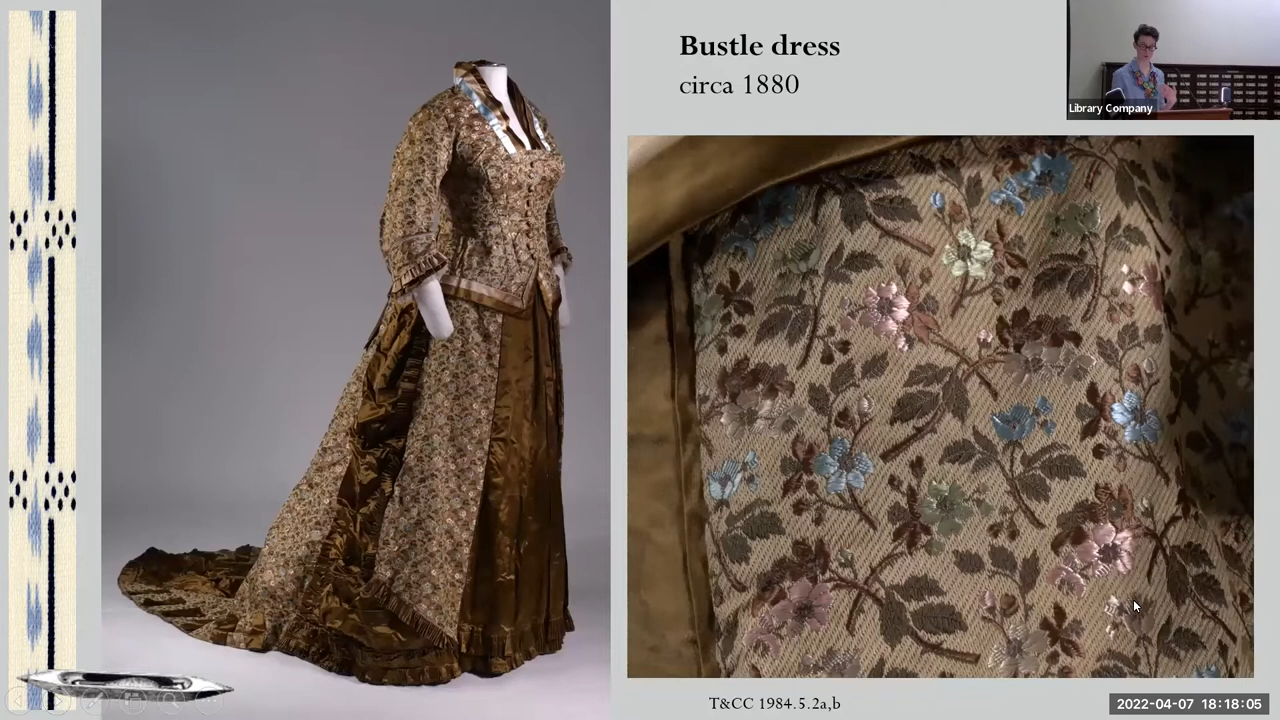 Bustle dress
circa 1880
Library Company
T&CC 1984.5.2a,b
2022-04-07 18:18:05